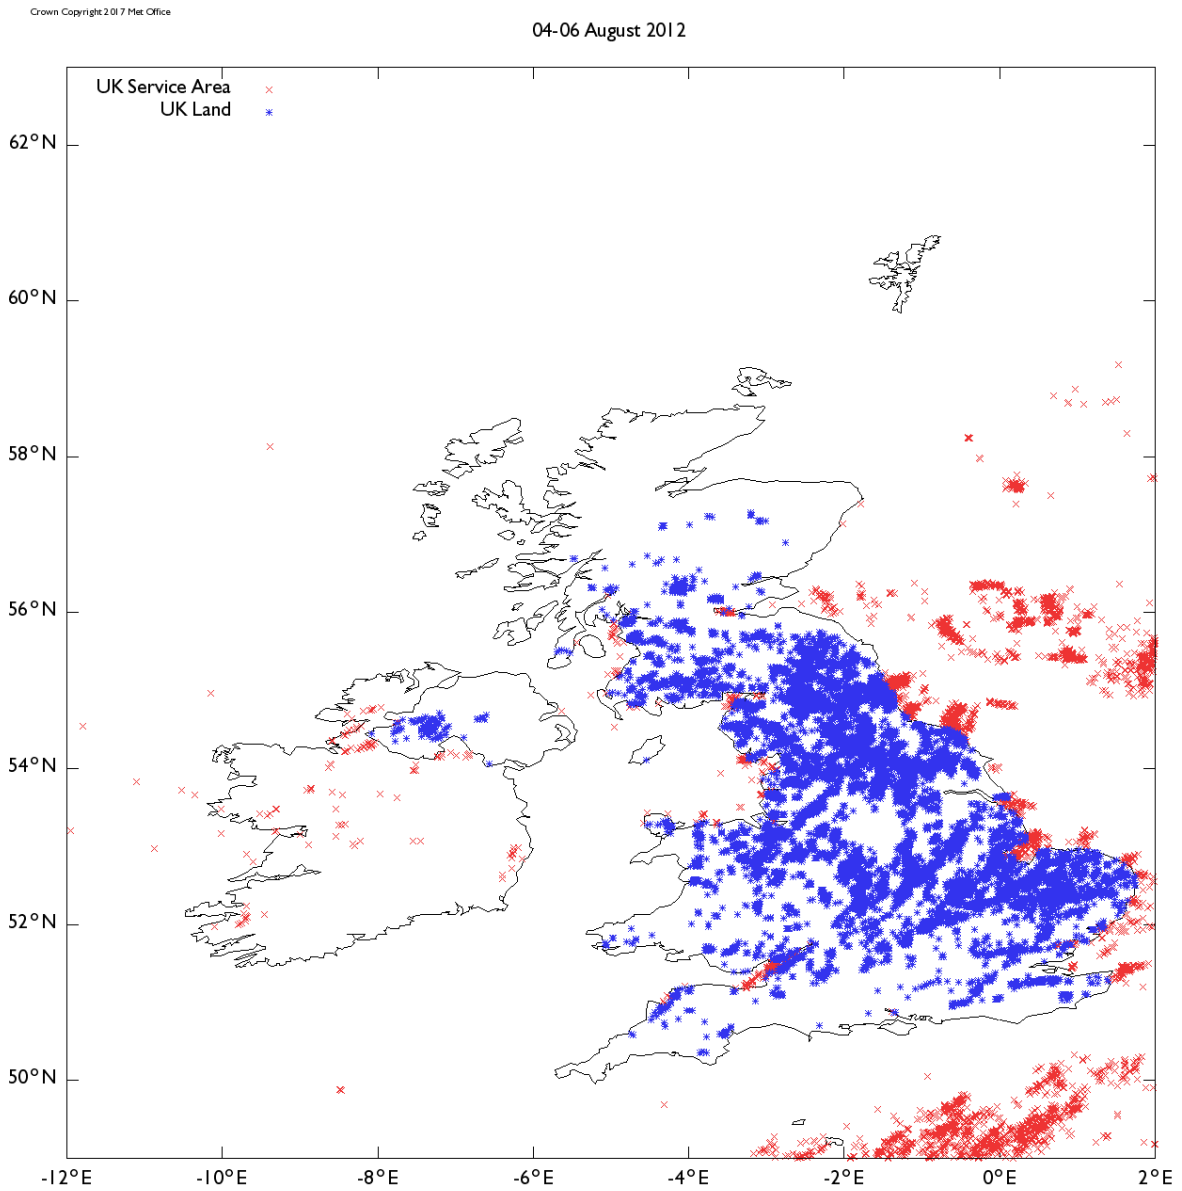 Crown Copyright 2017 Met Office
04-06 August 2012
UK Service Area
UK Land
62°N
60°N
58°N
56°N
54°N
52°N
50°N
-12°E -10°E -8°E -6°E -4°E -2°E 0°E 2°E